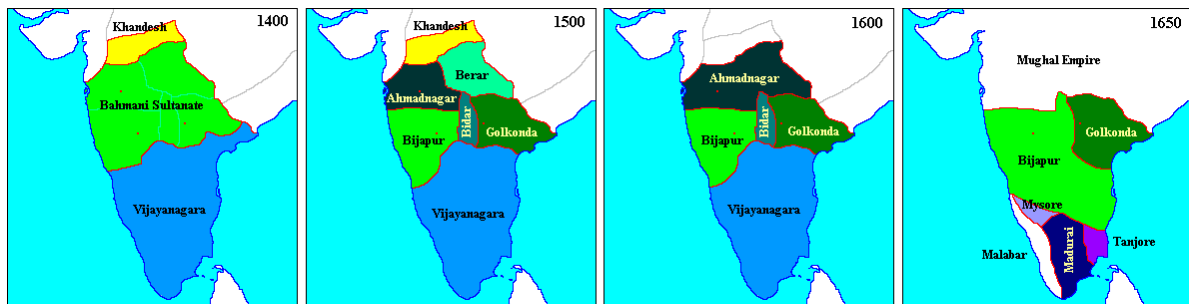 1400
Khandesh
Bahmani Sultanate
Vijayanagara
1500
Khandesh
Berar
Ahmadnagar
Bidar
Golkonda
Bijapur
Vijayanagara
1600
Ahmadnagar
Bidar
Golkonda
Bijapur
Vijayanagara
1650
Mughal Empire
Golkonda
Bijapur
Mysore
Malabar
Madurai
Tanjore